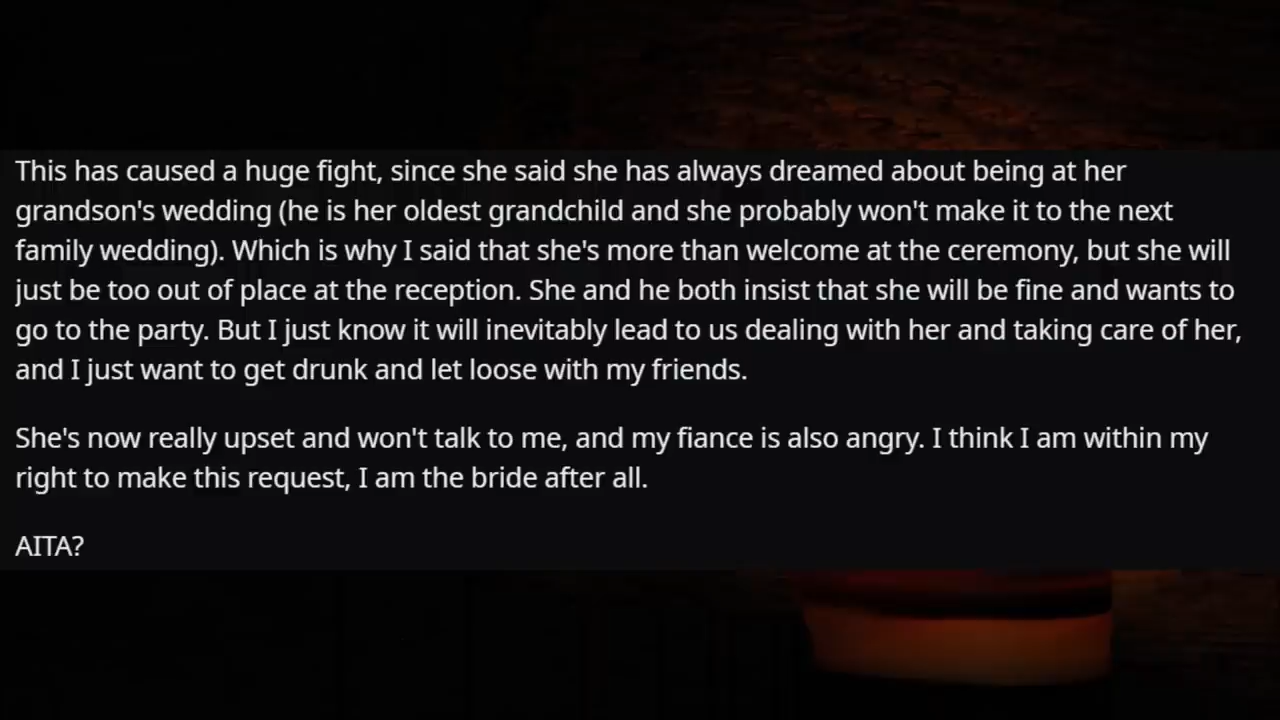 This has caused a huge fight, since she said she has always dreamed about being at her
grandson's wedding (he is her oldest grandchild and she probably won't make it to the next
family wedding). Which is why I said that she's more than welcome at the ceremony, but she will
just be too out of place at the reception. She and he both insist that she will be fine and wants to
go to the party. But I just know it will inevitably lead to us dealing with her and taking care of her,
and I just want to get drunk and let loose with my friends.
She's now really upset and won't talk to me, and my fiance is also angry. I think I am within my
right to make this request, I am the bride after all.
AITA?